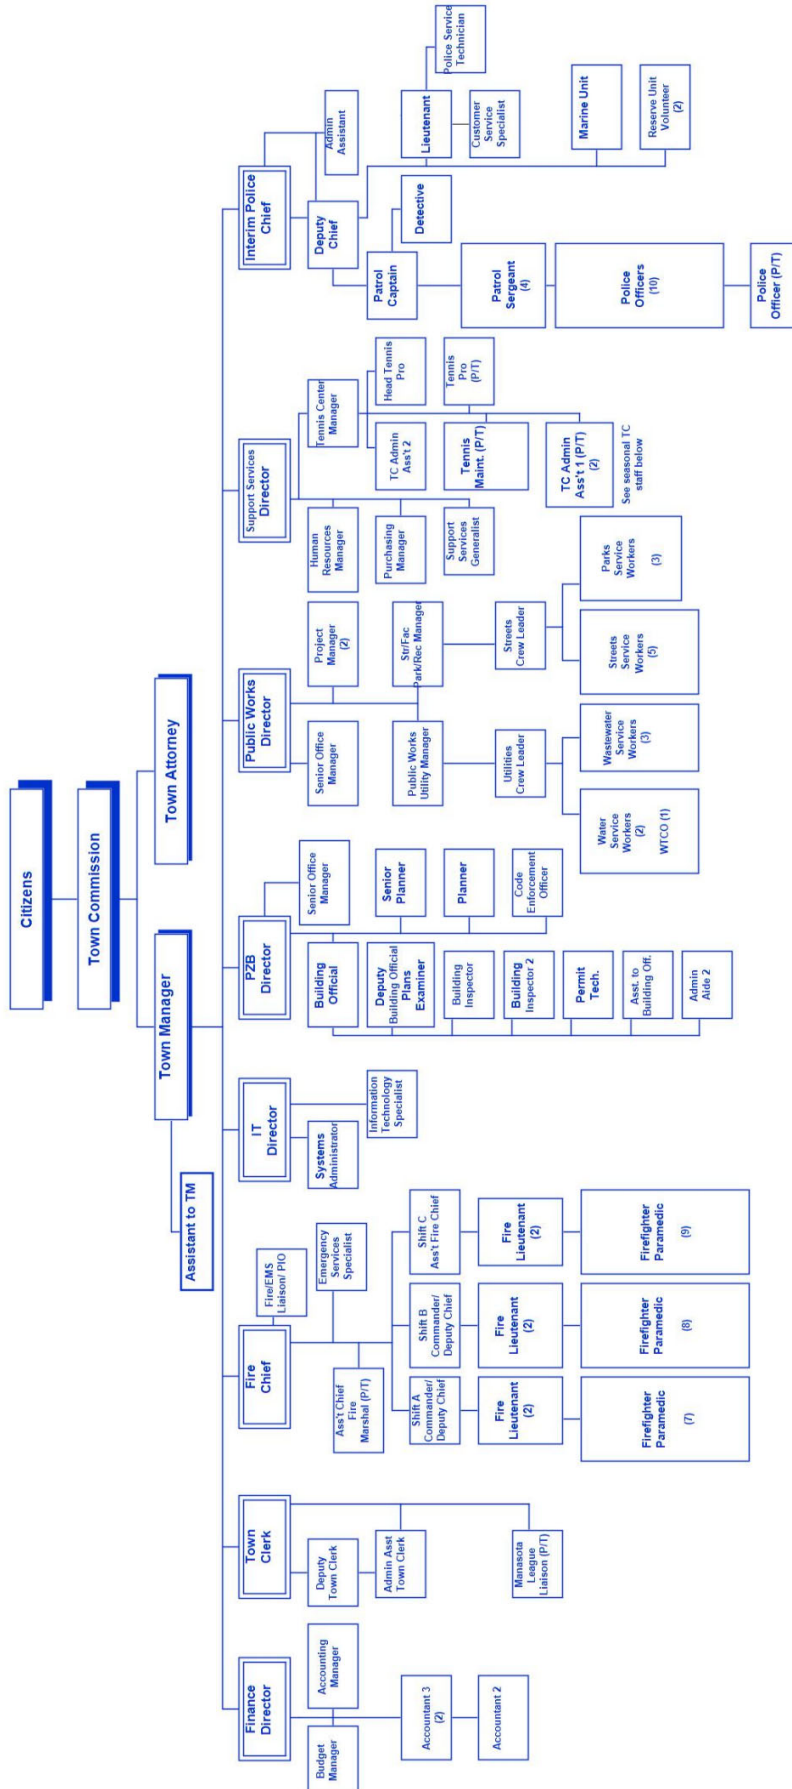 Citizens
Town Commission
Town Manager
Town Attorney
Assistant to TM
Finance
Director
Budget
Manager
Accounting
Manager
Accountant 3
(2)
Accountant 2
Town
Clerk
Deputy
Town Clerk
Admin Asst
Town Clerk
Manasota
League
Liaison (P/T)
Fire
Chief
Fire/EMS
Liaison/ PIO
Emergency
Services
Specialist
Ass't Chief
Fire
Marshal (P/T)
Shift A
Commander/
Deputy Chief
Fire
Lieutenant
(2)
Firefighter
Paramedic
(7)
Shift B
Commander/
Deputy Chief
Fire
Lieutenant
(2)
Firefighter
Paramedic
(8)
Shift C
Ass't Fire Chief
Fire
Lieutenant
(2)
Firefighter
Paramedic
(9)
IT
Director
Systems
Administrator
Information
Technology
Specialist
PZB
Director
Senior Office
Manager
Building
Official
Deputy
Building Official
Plans
Examiner
Building
Inspector
Building
Inspector 2
Permit
Tech.
Asst. to
Building Off.
Admin
Aide 2
Senior
Planner
Planner
Code
Enforcement
Officer
Public Works
Director
Senior Office
Manager
Project
Manager
(2)
Public Works
Utility Manager
Str/Fac
Park/Rec Manager
Utilities
Crew Leader
Streets
Crew Leader
Water
Service
Workers
(2)
WTCO (1)
Wastewater
Service
Workers
(3)
Streets
Service
Workers
(5)
Parks
Service
Workers
(3)
Support Services
Director
Human
Resources
Manager
Purchasing
Manager
Support
Services
Generalist
Tennis Center
Manager
TC Admin
Ass't 2
Head Tennis
Pro
Tennis
Maint. (P/T)
Tennis
Pro
(P/T)
TC Admin
Ass't 1 (P/T)
(2)
See seasonal TC
staff below
Interim Police
Chief
Admin
Assistant
Deputy
Chief
Patrol
Captain
Detective
Patrol
Sergeant
(4)
Police
Officers
(10)
Police
Officer (P/T)
Lieutenant
Police Service
Technician
Customer
Service
Specialist
Marine Unit
Reserve Unit
Volunteer
(2)